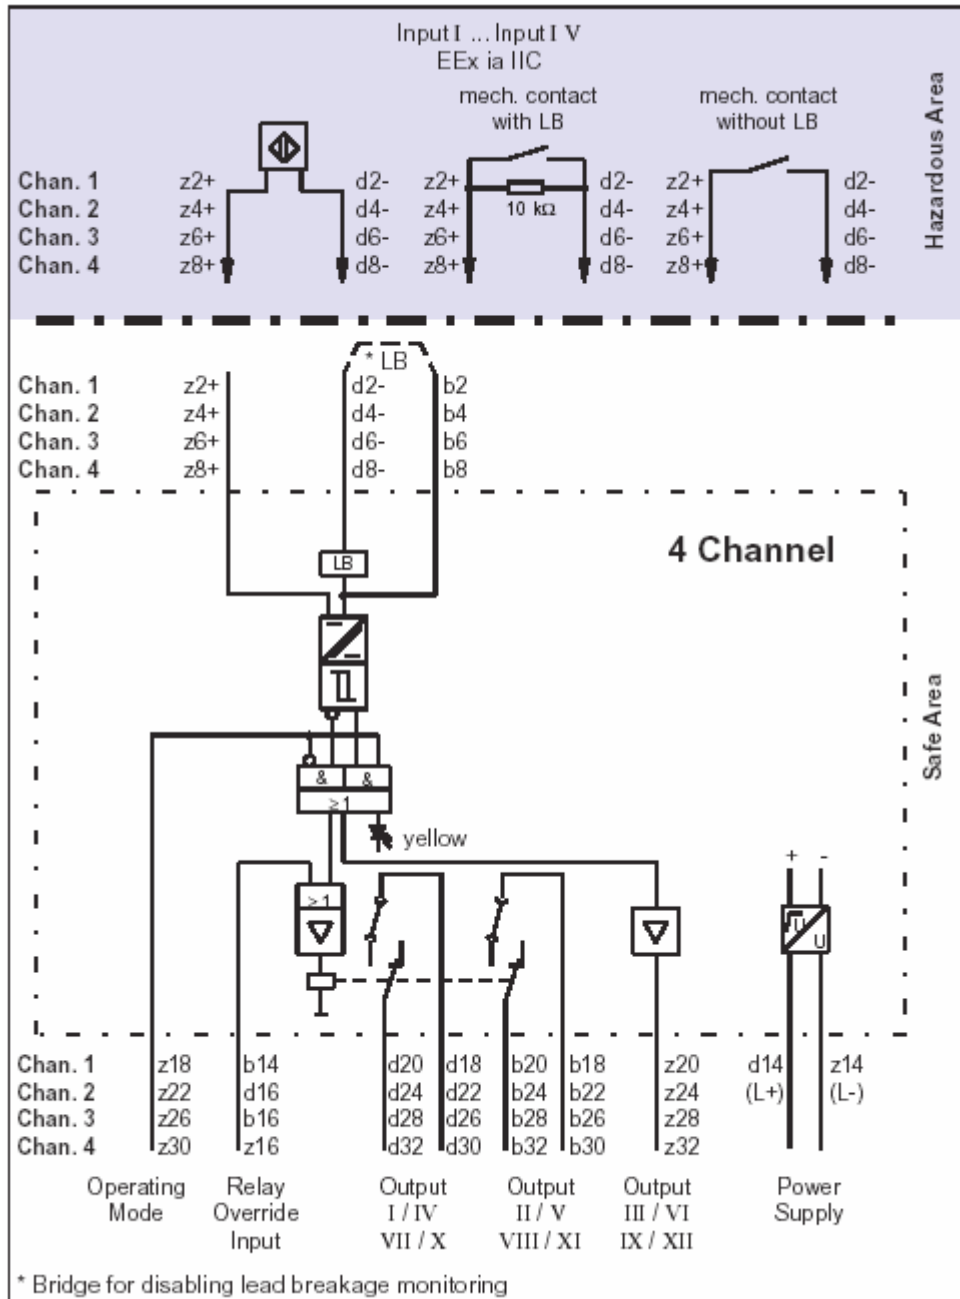 Input I ... Input I V
EEx ia IIC
mech. contact with LB
mech. contact without LB
Hazardous Area
Chan. 1 z2+ d2- z2+ d2- z2+ d2-
Chan. 2 z4+ d4- z4+ 10 kΩ d4- z4+ d4-
Chan. 3 z6+ d6- z6+ d6- z6+ d6-
Chan. 4 z8+ d8- z8+ d8- z8+ d8-
* LB
Chan. 1 z2+ d2- b2
Chan. 2 z4+ d4- b4
Chan. 3 z6+ d6- b6
Chan. 4 z8+ d8- b8
4 Channel
LB
Safe Area
& &
≥ 1
yellow
+ -
≥ 1
U
U
Chan. 1 z18 b14 d20 d18 b20 b18 z20 d14 z14
Chan. 2 z22 d16 d24 d22 b24 b22 z24 (L+) (L-)
Chan. 3 z26 b16 d28 d26 b28 b26 z28
Chan. 4 z30 z16 d32 d30 b32 b30 z32
Operating Relay Output Output Output Power
Mode Override I / IV II / V III / VI Supply
Input VII / X VIII / XI IX / XII
* Bridge for disabling lead breakage monitoring